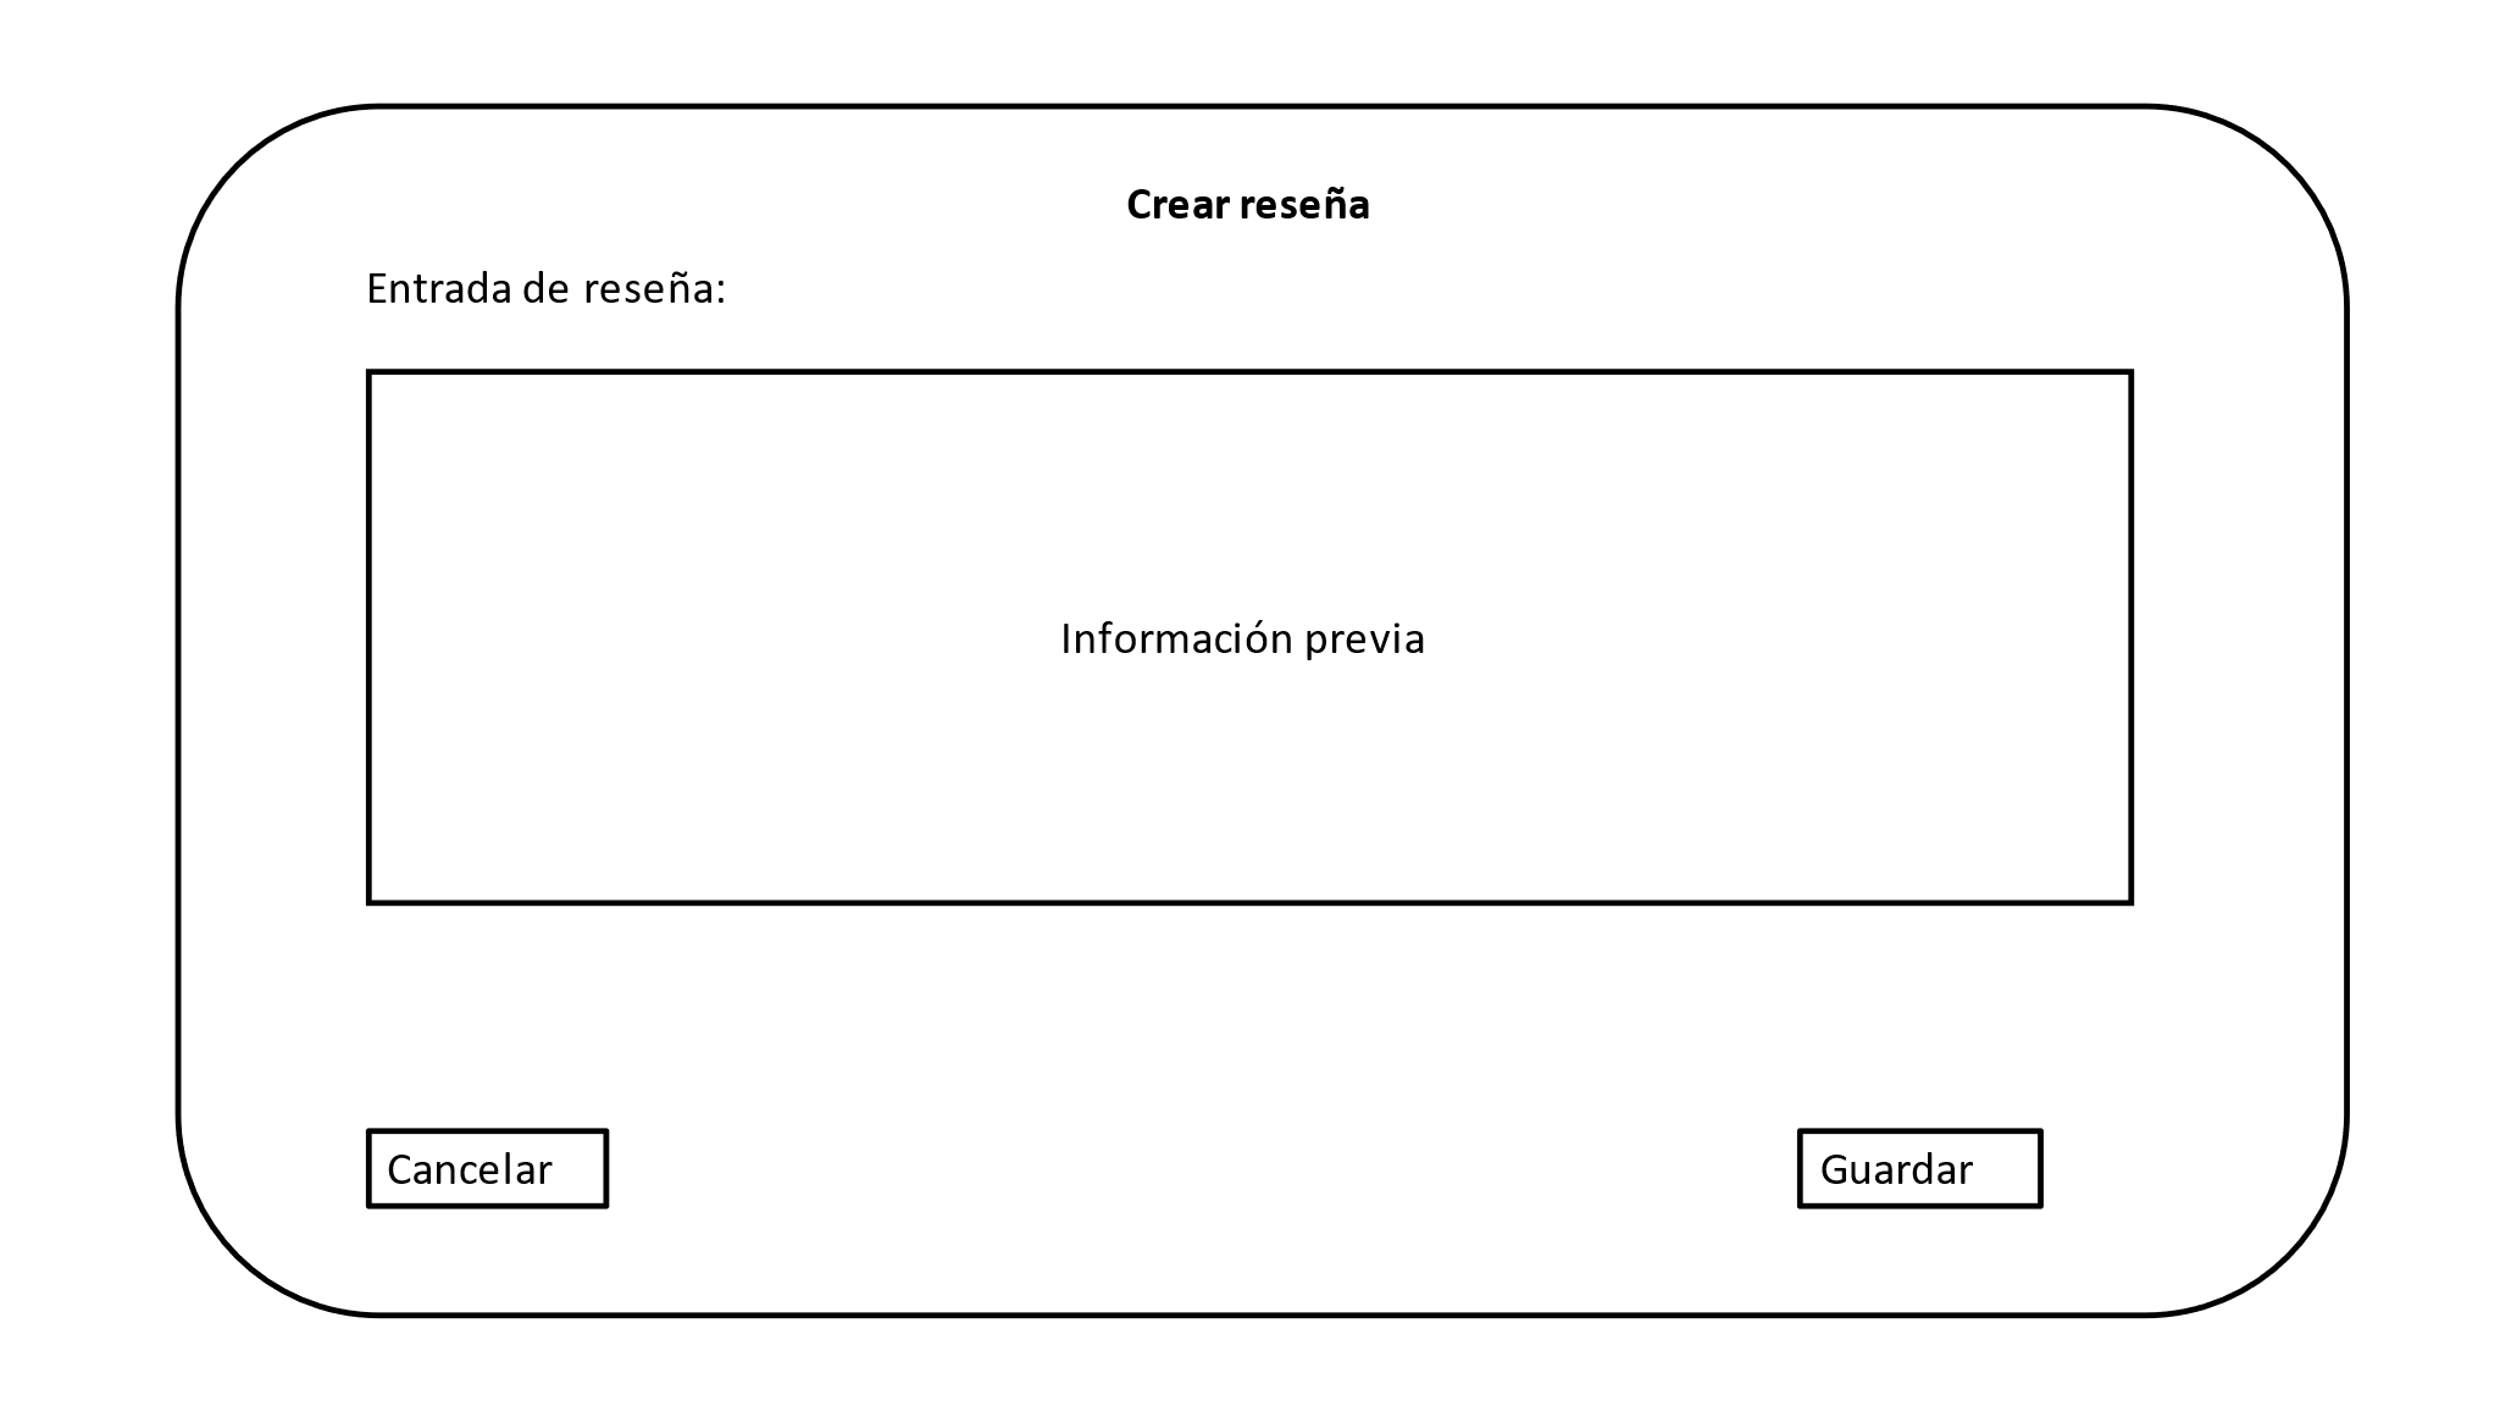 Crear reseña
Entrada de reseña:
Información previa
Cancelar
Guardar